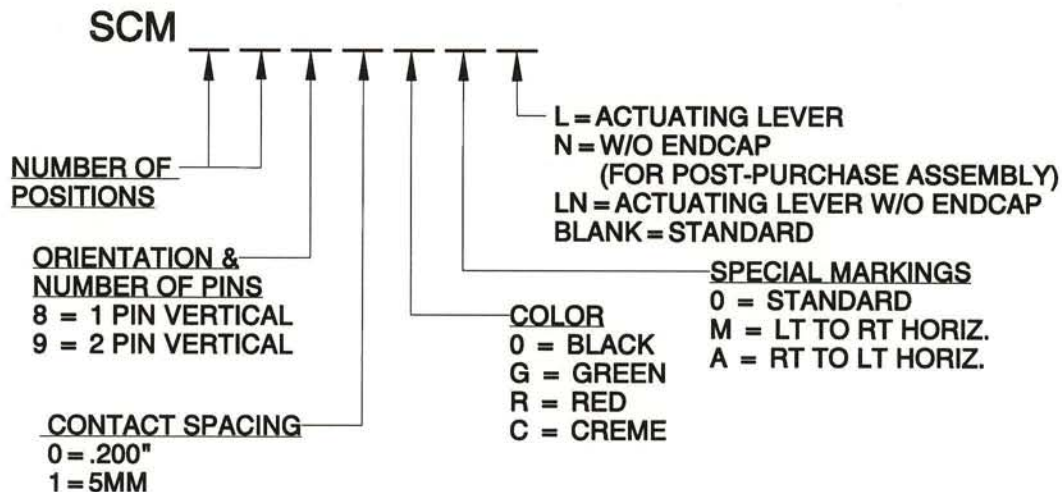 SCM
L = ACTUATING LEVER
N = W/O ENDCAP
(FOR POST-PURCHASE ASSEMBLY)
LN = ACTUATING LEVER W/O ENDCAP
BLANK = STANDARD
NUMBER OF
POSITIONS
ORIENTATION &
NUMBER OF PINS
8 = 1 PIN VERTICAL
9 = 2 PIN VERTICAL
SPECIAL MARKINGS
0 = STANDARD
M = LT TO RT HORIZ.
A = RT TO LT HORIZ.
COLOR
0 = BLACK
G = GREEN
R = RED
C = CREME
CONTACT SPACING
0 = .200"
1 = 5MM